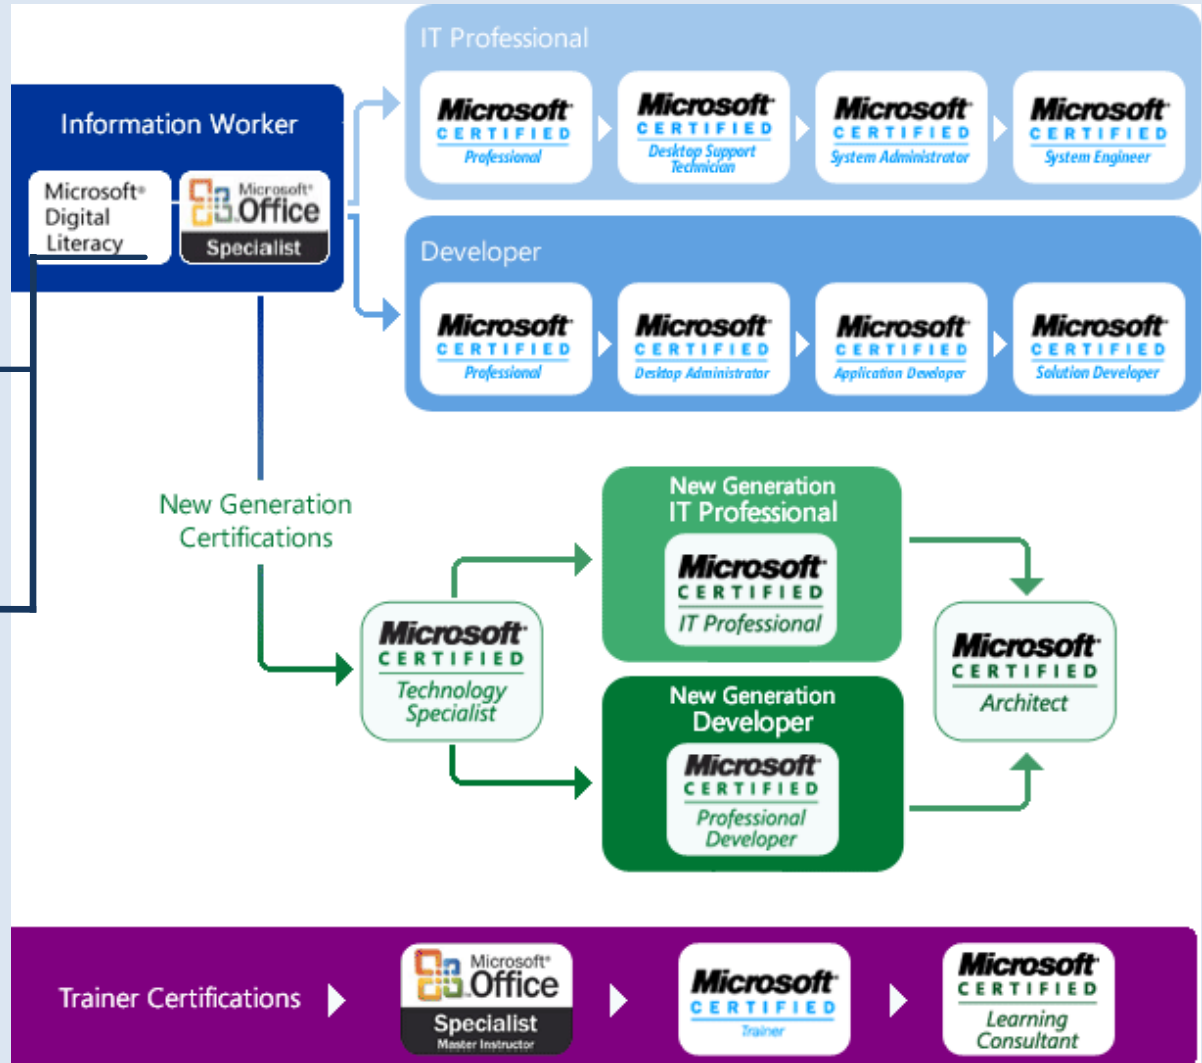 IT Professional
Microsoft®
CERTIFIED
Professional
Microsoft®
CERTIFIED
Desktop Support
Technician
Microsoft®
CERTIFIED
System Administrator
Microsoft®
CERTIFIED
System Engineer
Information Worker
Microsoft®
Digital
Literacy
Microsoft®
Office
Specialist
Developer
Microsoft®
CERTIFIED
Professional
Microsoft®
CERTIFIED
Desktop Administrator
Microsoft®
CERTIFIED
Application Developer
Microsoft®
CERTIFIED
Solution Developer
New Generation
Certifications
Microsoft®
CERTIFIED
Technology
Specialist
New Generation
IT Professional
Microsoft®
CERTIFIED
IT Professional
New Generation
Developer
Microsoft®
CERTIFIED
Professional
Developer
Microsoft®
CERTIFIED
Architect
Trainer Certifications
Microsoft®
Office
Specialist
Master Instructor
Microsoft®
CERTIFIED
Trainer
Microsoft®
CERTIFIED
Learning
Consultant